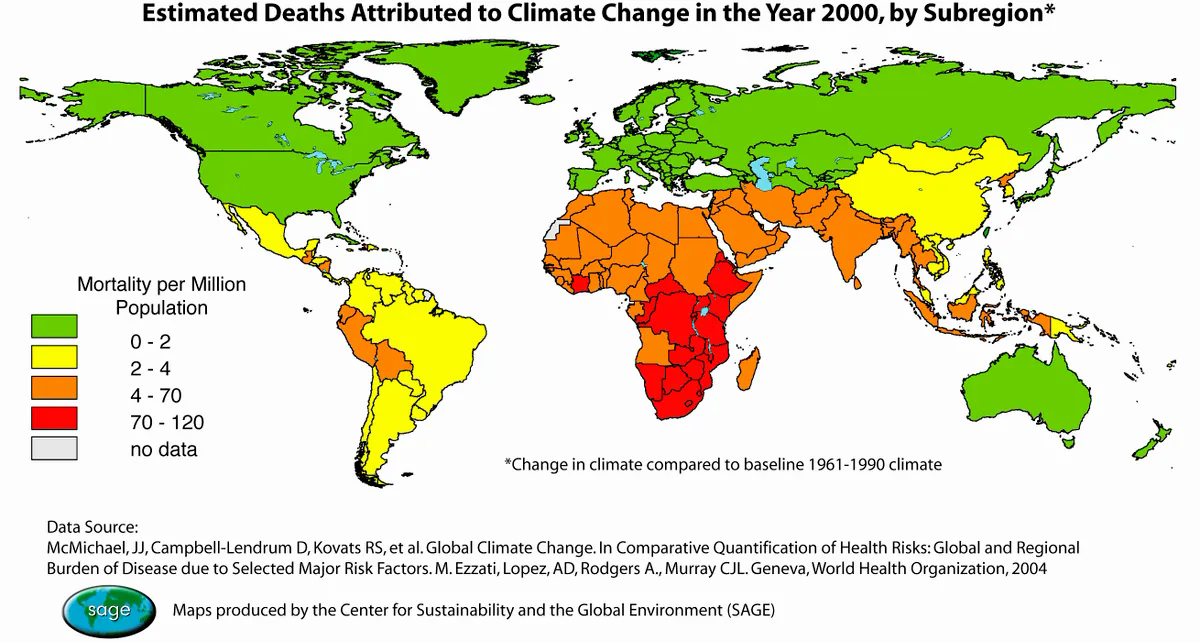 Estimated Deaths Attributed to Climate Change in the Year 2000, by Subregion*
Mortality per Million
Population
0 - 2
2 - 4
4 - 70
70 - 120
no data
*Change in climate compared to baseline 1961-1990 climate
Data Source:
McMichael, JJ, Campbell-Lendrum D, Kovats RS, et al. Global Climate Change. In Comparative Quantification of Health Risks: Global and Regional
Burden of Disease due to Selected Major Risk Factors. M. Ezzati, Lopez, AD, Rodgers A., Murray CJL. Geneva, World Health Organization, 2004
sage
Maps produced by the Center for Sustainability and the Global Environment (SAGE)